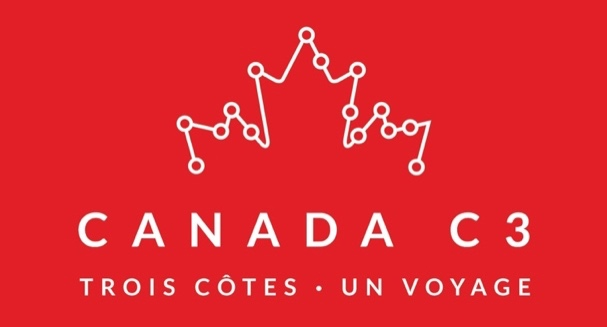 CANADA C3
TROIS CÔTES · UN VOYAGE